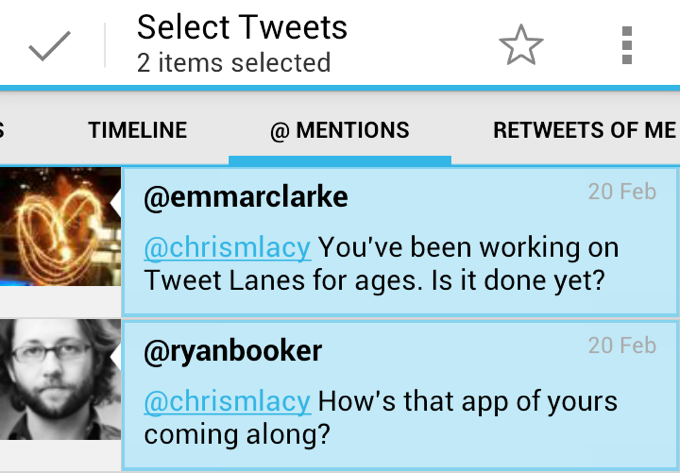 Select Tweets
2 items selected
S
TIMELINE
@ MENTIONS
RETWEETS OF ME
@emmarclarke
20 Feb
@chrismlacy You've been working on
Tweet Lanes for ages. Is it done yet?
@ryanbooker
20 Feb
@chrismlacy How's that app of yours
coming along?